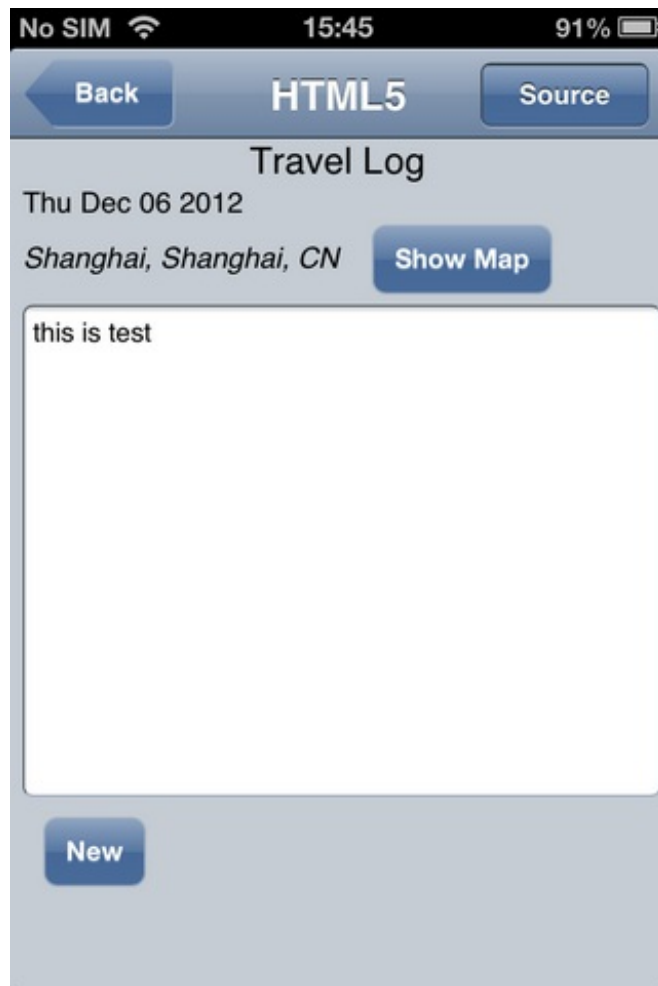 No SIM 15:45 91%
Back HTML5 Source
Travel Log
Thu Dec 06 2012
Shanghai, Shanghai, CN Show Map
this is test
New